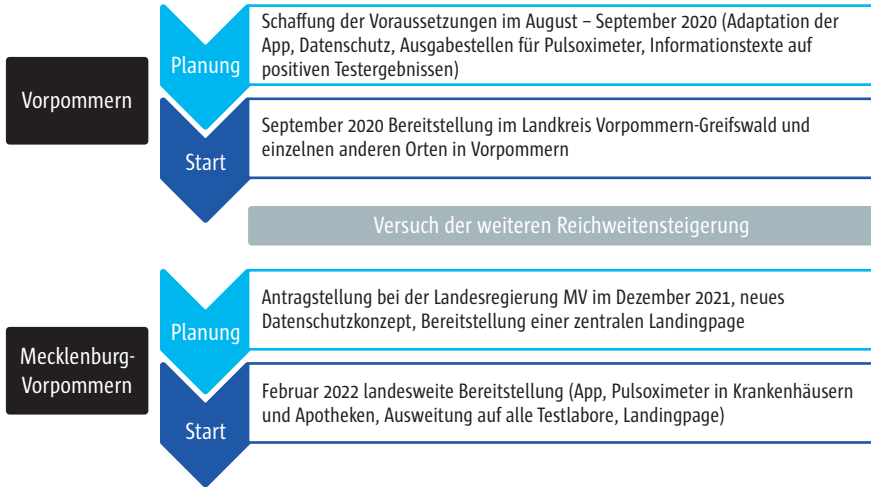 Vorpommern
Planung
Schaffung der Voraussetzungen im August – September 2020 (Adaptation der
App, Datenschutz, Ausgabestellen für Pulsoximeter, Informationstexte auf
positiven Testergebnissen)
Start
September 2020 Bereitstellung im Landkreis Vorpommern-Greifswald und
einzelnen anderen Orten in Vorpommern
Versuch der weiteren Reichweitensteigerung
Mecklenburg-
Vorpommern
Planung
Antragstellung bei der Landesregierung MV im Dezember 2021, neues
Datenschutzkonzept, Bereitstellung einer zentralen Landingpage
Start
Februar 2022 landesweite Bereitstellung (App, Pulsoximeter in Krankenhäusern
und Apotheken, Ausweitung auf alle Testlabore, Landingpage)